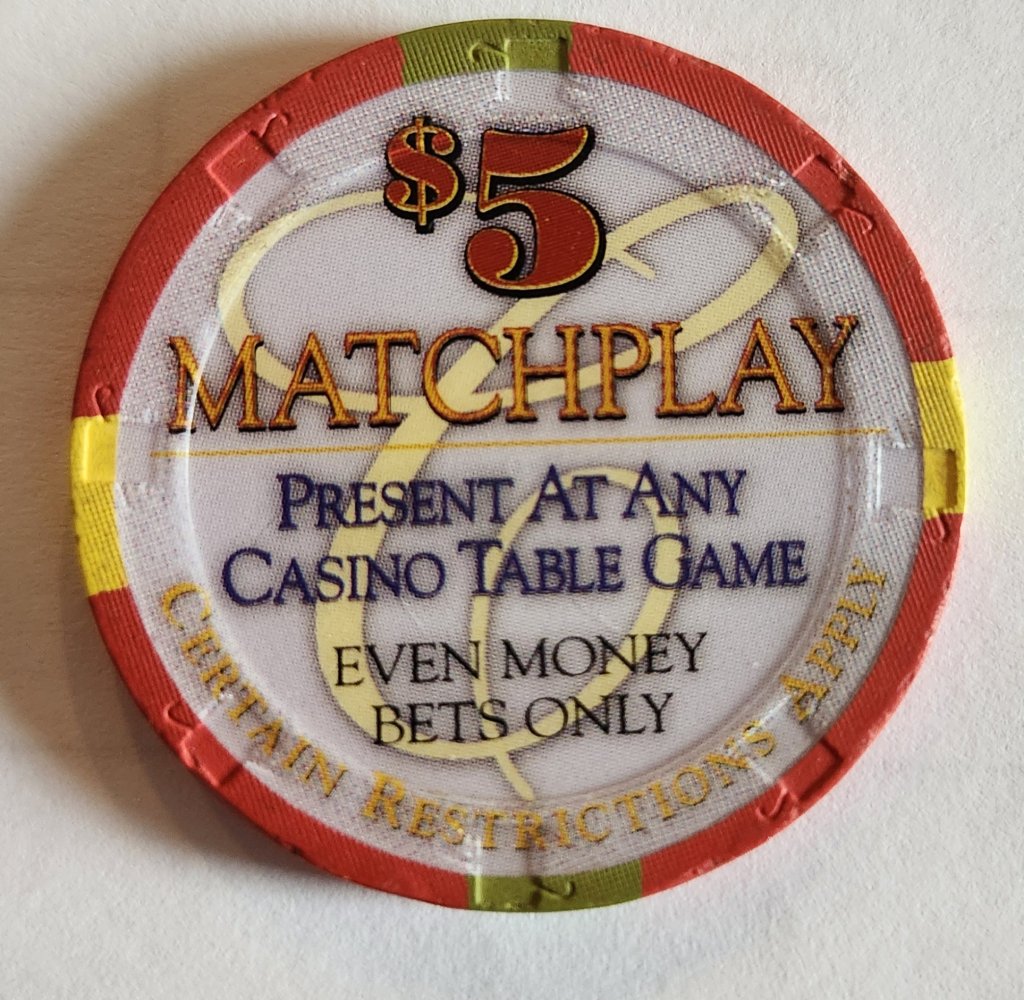 $5
MATCHPLAY
PRESENT AT ANY
CASINO TABLE GAME
EVEN MONEY
BETS ONLY
CERTAIN RESTRICTIONS APPLY